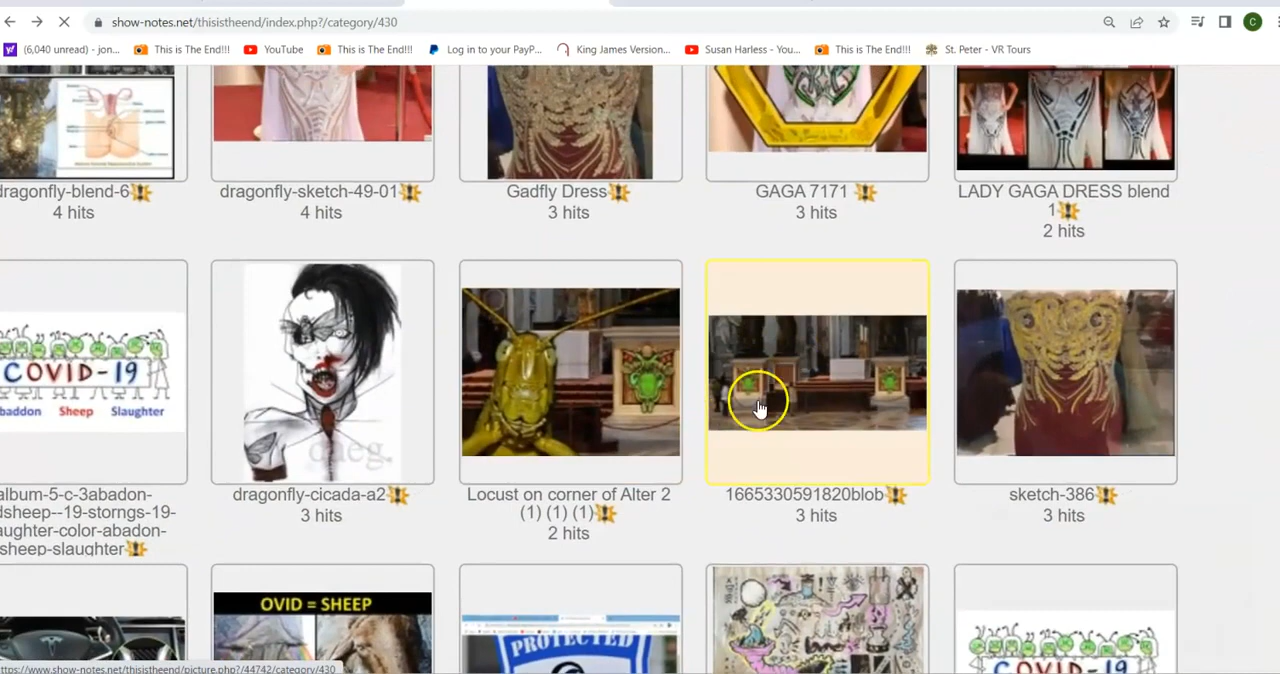 show-notes.net/thisistheend/index.php?/category/430
C
(6,040 unread) - jon... This is The End!!! YouTube This is The End!!! Log in to your PayP... King James Version... Susan Harless - You... This is The End!!! St. Peter - VR Tours
dragonfly-blend-6
4 hits
dragonfly-sketch-49-01
4 hits
Gadfly Dress
3 hits
GAGA 7171
3 hits
LADY GAGA DRESS blend
1
2 hits
COVID-19
baddon Sheep Slaughter
album-5-c-3abadon-
dsheep--19-storngs-19-
aughter-color-abadon-
sheep-slaughter
daeg.
dragonfly-cicada-a2
3 hits
Locust on corner of Alter 2
(1) (1) (1)
2 hits
1665330591820blob
3 hits
sketch-386
3 hits
OVID = SHEEP
PROTECTED
COVID-19
https://www.show-notes.net/thisistheend/picture.php?/44742/category/430